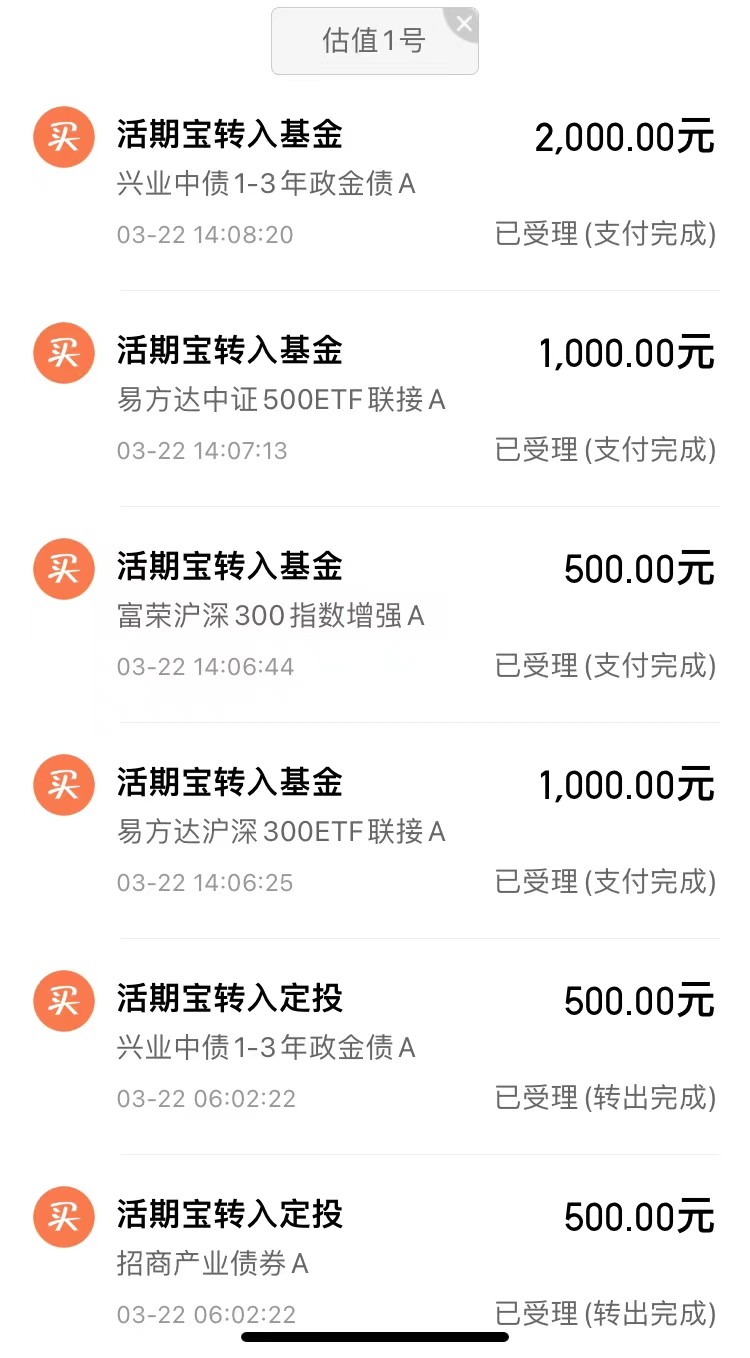 估值1号
买 活期宝转入基金 2,000.00元
兴业中债1-3年政金债A
03-22 14:08:20 已受理(支付完成)
买 活期宝转入基金 1,000.00元
易方达中证500ETF联接A
03-22 14:07:13 已受理(支付完成)
买 活期宝转入基金 500.00元
富荣沪深300指数增强A
03-22 14:06:44 已受理(支付完成)
买 活期宝转入基金 1,000.00元
易方达沪深300ETF联接A
03-22 14:06:25 已受理(支付完成)
买 活期宝转入定投 500.00元
兴业中债1-3年政金债A
03-22 06:02:22 已受理(转出完成)
买 活期宝转入定投 500.00元
招商产业债券A
03-22 06:02:22 已受理(转出完成)